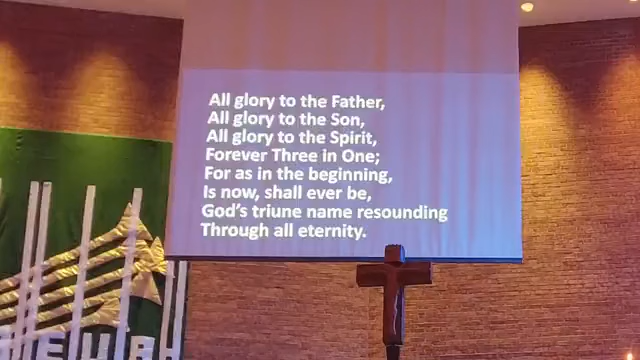 All glory to the Father,
All glory to the Son,
All glory to the Spirit,
Forever Three in One;
For as in the beginning,
Is now, shall ever be,
God's triune name resounding
Through all eternity.